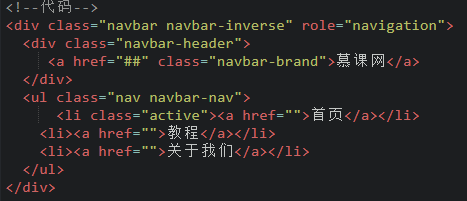 <!--代码-->
<div class="navbar navbar-inverse" role="navigation">
<div class="navbar-header">
<a href="##" class="navbar-brand">慕课网</a>
</div>
<ul class="nav navbar-nav">
<li class="active"><a href="">首页</a></li>
<li><a href="">教程</a></li>
<li><a href="">关于我们</a></li>
</ul>
</div>